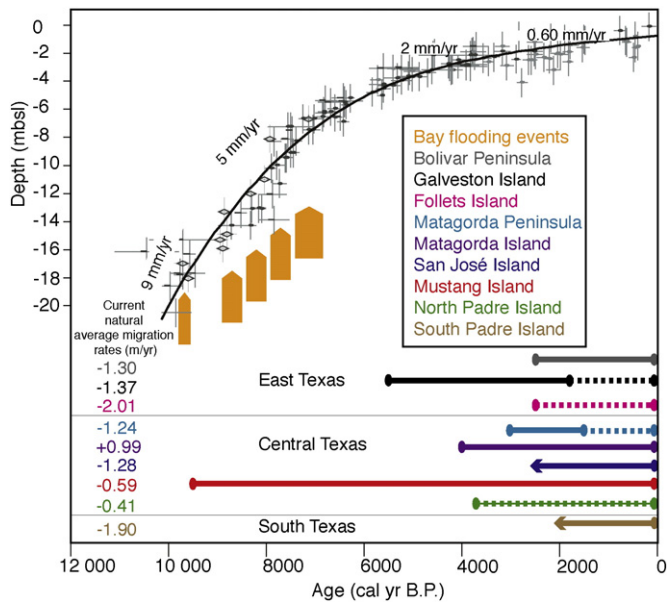 0
-2
-4
-6
-8
-10
-12
-14
-16
-18
-20
Depth (mbsl)
9 mm/yr
5 mm/yr
2 mm/yr
0.60 mm/yr
Bay flooding events
Bolivar Peninsula
Galveston Island
Follets Island
Matagorda Peninsula
Matagorda Island
San José Island
Mustang Island
North Padre Island
South Padre Island
Current
natural
average migration
rates (m/yr)
-1.30
-1.37
-2.01
East Texas
-1.24
+0.99
-1.28
-0.59
-0.41
Central Texas
-1.90
South Texas
12 000
10 000
8000
6000
4000
2000
0
Age (cal yr B.P.)